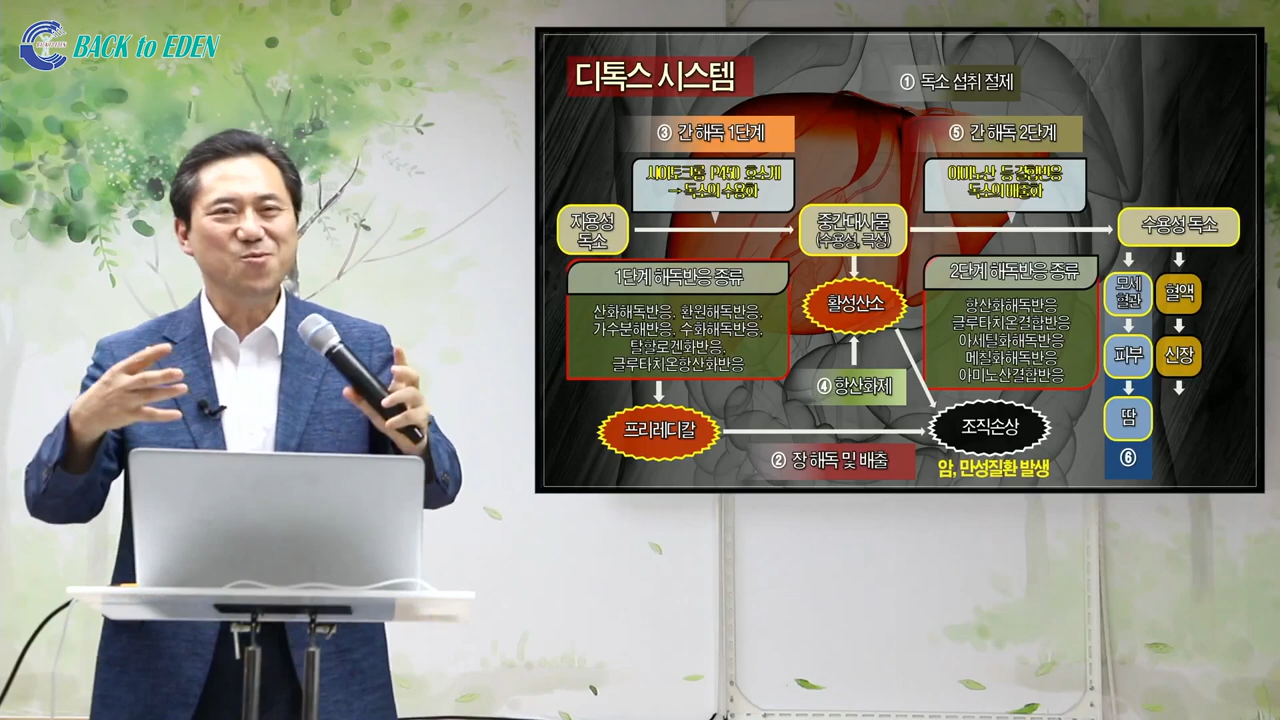 BACK to EDEN
디톡스 시스템
① 독소 섭취 절제
③ 간 해독 1단계
⑤ 간 해독 2단계
사이토크롬 P450 효소계
→ 독소의 수용화
아미노산 등 결합반응
독소의 배출화
지용성
독소
중간대사물
(수용성, 극성)
수용성 독소
1단계 해독반응 종류
산화해독반응, 환원해독반응,
가수분해반응, 수화해독반응,
탈할로겐화반응,
글루타치온항산화반응
활성산소
2단계 해독반응 종류
항산화해독반응
글루타치온결합반응
아세틸화해독반응
메칠화해독반응
아미노산결합반응
모세
혈관
혈액
피부
신장
땀
⑥
④ 항산화제
프리레디칼
조직손상
② 장 해독 및 배출
암, 만성질환 발생